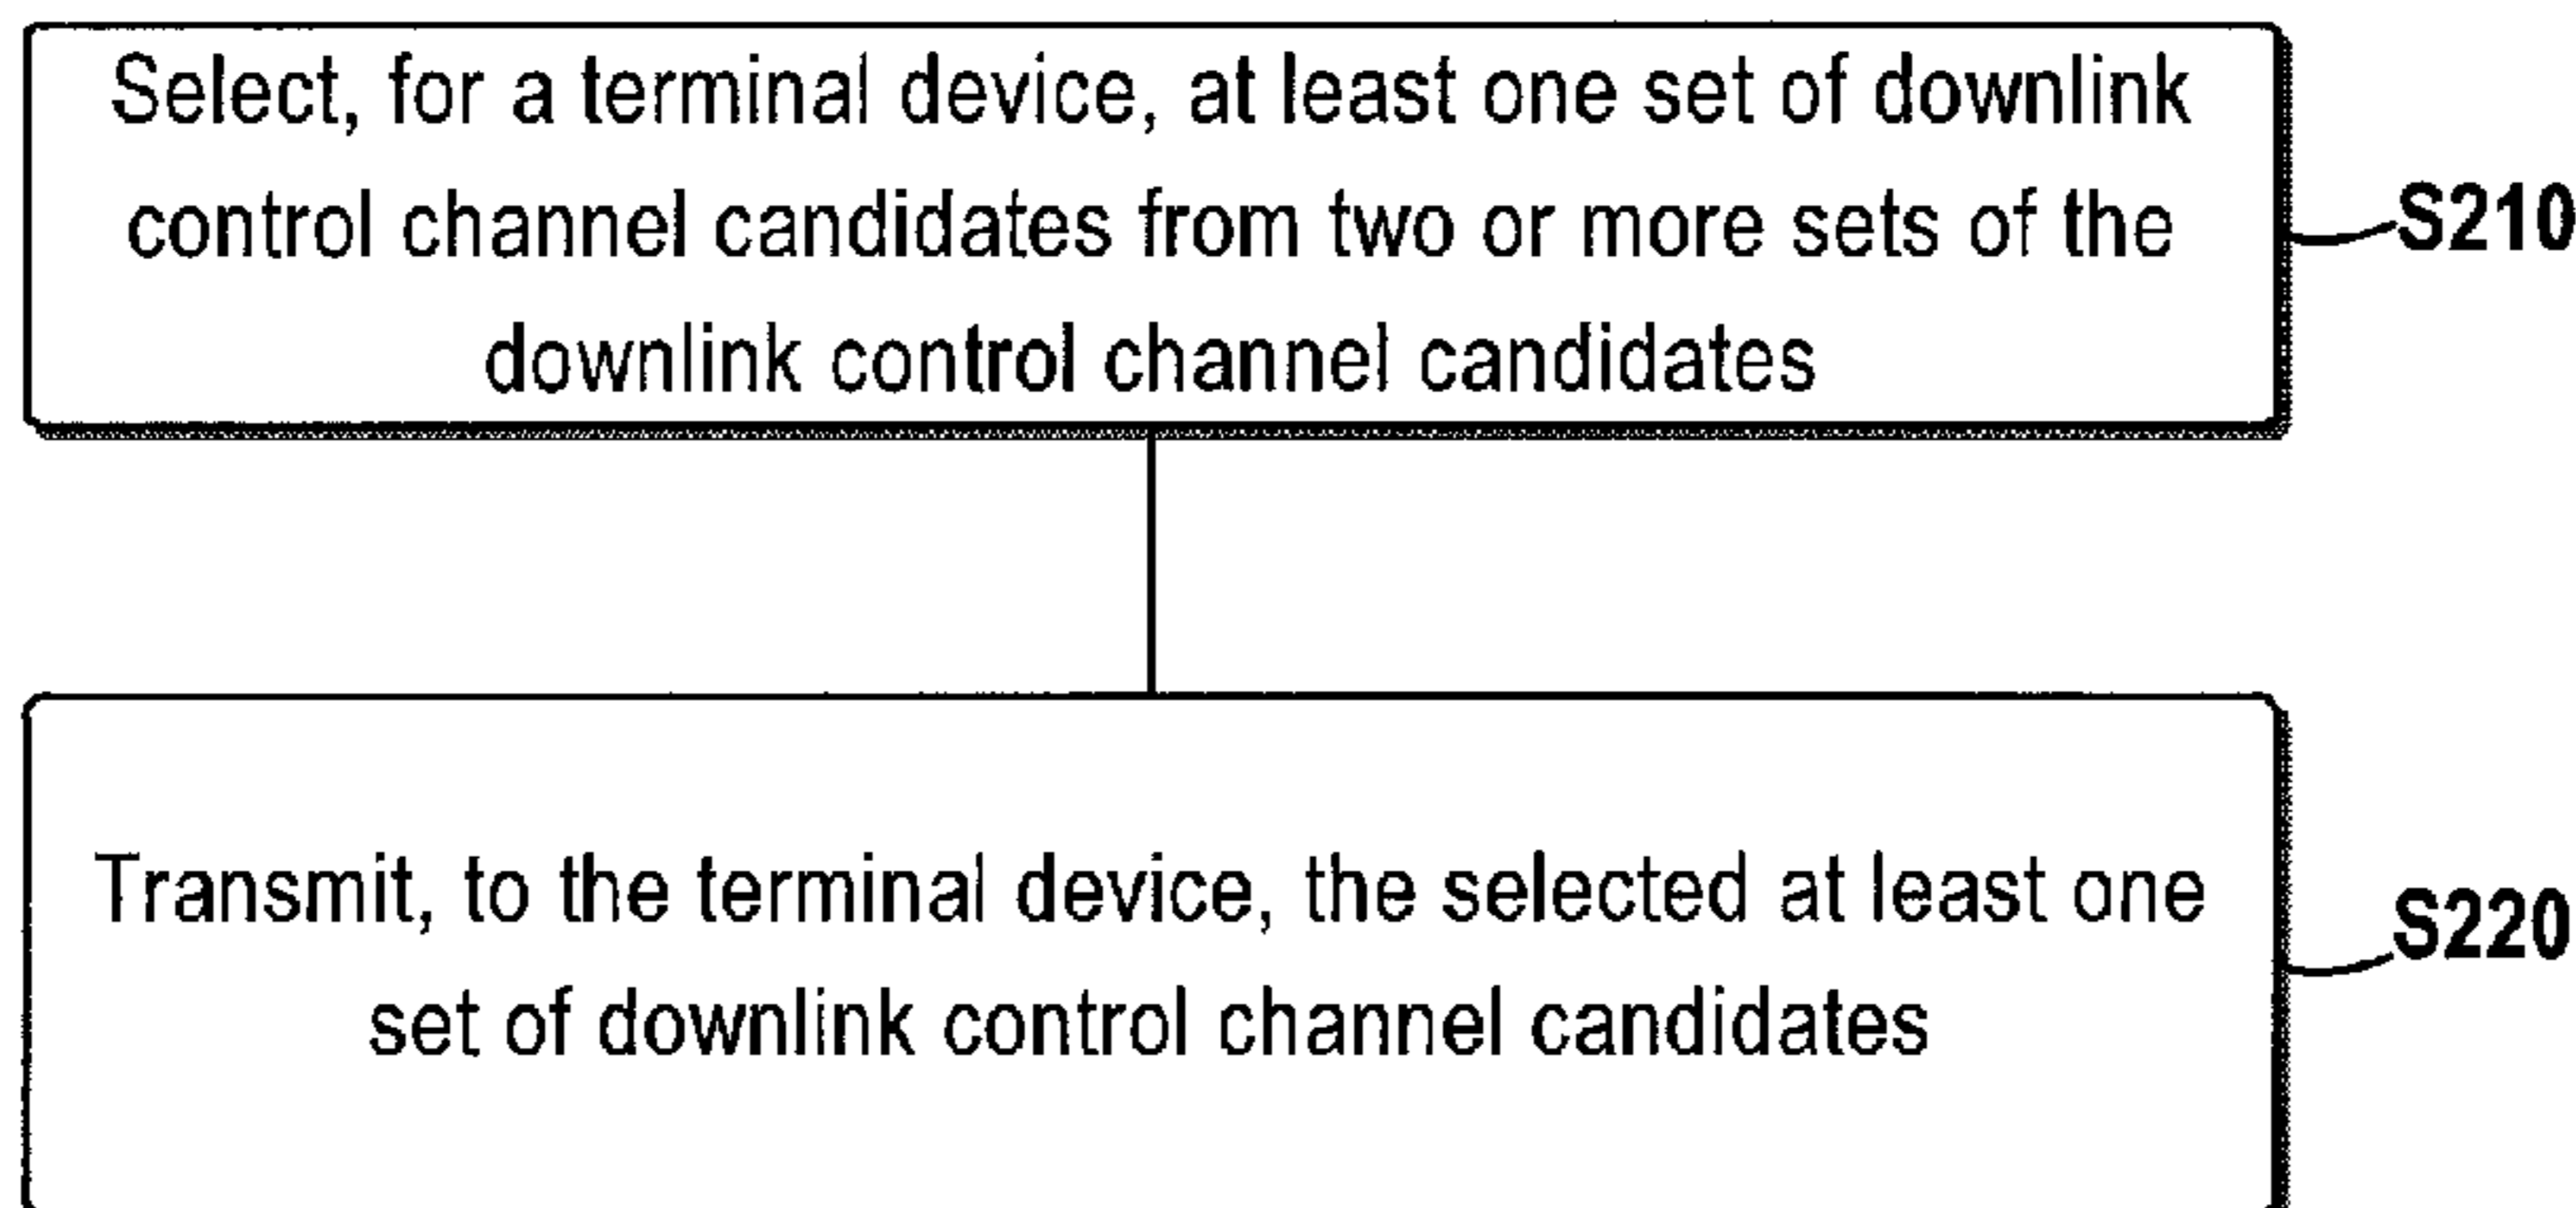 Select, for a terminal device, at least one set of downlink
control channel candidates from two or more sets of the
downlink control channel candidates
S210
Transmit, to the terminal device, the selected at least one
set of downlink control channel candidates
S220